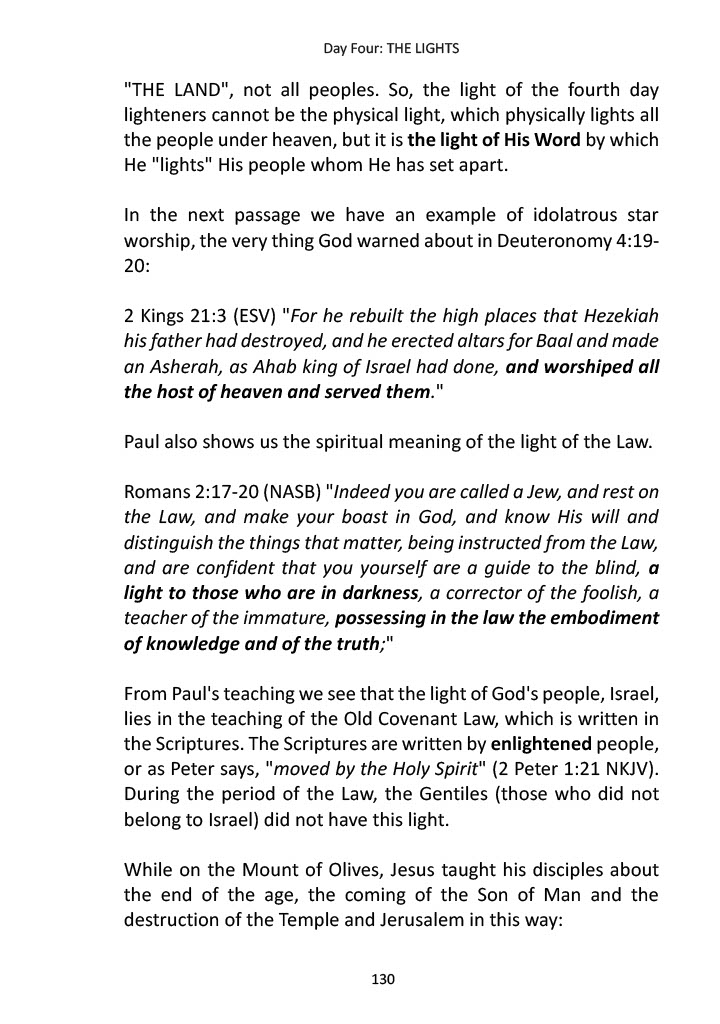 Day Four: THE LIGHTS
"THE LAND", not all peoples. So, the light of the fourth day
lighteners cannot be the physical light, which physically lights all
the people under heaven, but it is the light of His Word by which
He "lights" His people whom He has set apart.
In the next passage we have an example of idolatrous star
worship, the very thing God warned about in Deuteronomy 4:19-
20:
2 Kings 21:3 (ESV) "For he rebuilt the high places that Hezekiah
his father had destroyed, and he erected altars for Baal and made
an Asherah, as Ahab king of Israel had done, and worshiped all
the host of heaven and served them."
Paul also shows us the spiritual meaning of the light of the Law.
Romans 2:17-20 (NASB) "Indeed you are called a Jew, and rest on
the Law, and make your boast in God, and know His will and
distinguish the things that matter, being instructed from the Law,
and are confident that you yourself are a guide to the blind, a
light to those who are in darkness, a corrector of the foolish, a
teacher of the immature, possessing in the law the embodiment
of knowledge and of the truth;"
From Paul's teaching we see that the light of God's people, Israel,
lies in the teaching of the Old Covenant Law, which is written in
the Scriptures. The Scriptures are written by enlightened people,
or as Peter says, "moved by the Holy Spirit" (2 Peter 1:21 NKJV).
During the period of the Law, the Gentiles (those who did not
belong to Israel) did not have this light.
While on the Mount of Olives, Jesus taught his disciples about
the end of the age, the coming of the Son of Man and the
destruction of the Temple and Jerusalem in this way:
130